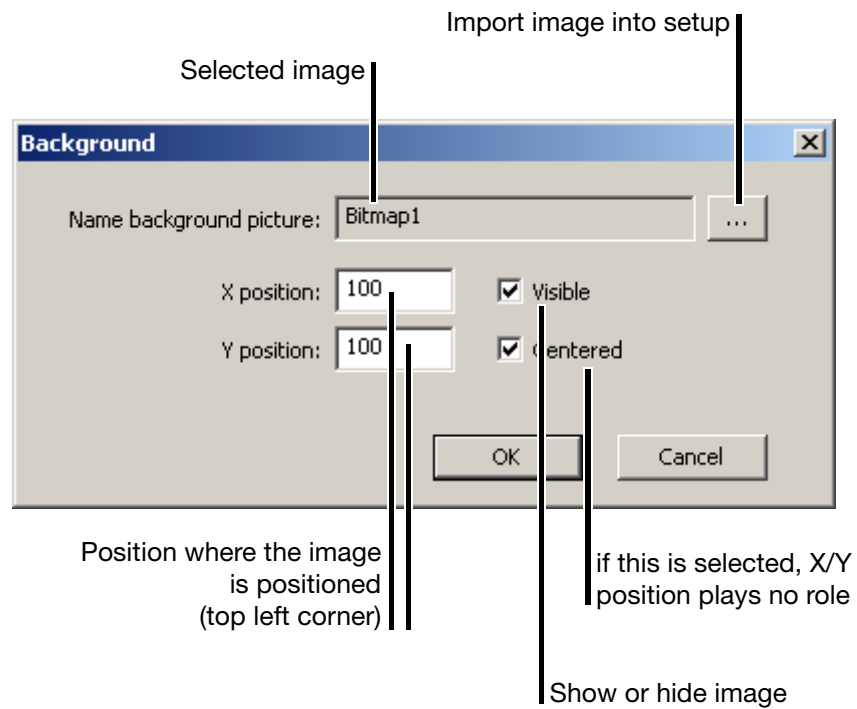 Import image into setup
Selected image
Background
Name background picture: Bitmap1 ...
X position: 100 Visible
Y position: 100 Centered
OK Cancel
Position where the image
is positioned
(top left corner)
if this is selected, X/Y
position plays no role
Show or hide image